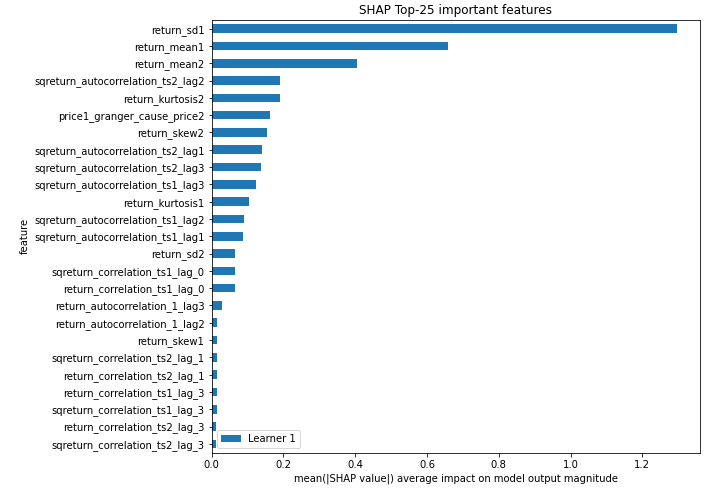 SHAP Top-25 important features
return_sd1
return_mean1
return_mean2
sqreturn_autocorrelation_ts2_lag2
return_kurtosis2
price1_granger_cause_price2
return_skew2
sqreturn_autocorrelation_ts2_lag1
sqreturn_autocorrelation_ts2_lag3
sqreturn_autocorrelation_ts1_lag3
return_kurtosis1
sqreturn_autocorrelation_ts1_lag2
sqreturn_autocorrelation_ts1_lag1
return_sd2
sqreturn_correlation_ts1_lag_0
return_correlation_ts1_lag_0
return_autocorrelation_1_lag3
return_autocorrelation_1_lag2
return_skew1
sqreturn_correlation_ts2_lag_1
return_correlation_ts2_lag_1
return_correlation_ts1_lag_3
sqreturn_correlation_ts1_lag_3
return_correlation_ts2_lag_3
sqreturn_correlation_ts2_lag_3
feature
Learner 1
0.0 0.2 0.4 0.6 0.8 1.0 1.2
mean(|SHAP value|) average impact on model output magnitude